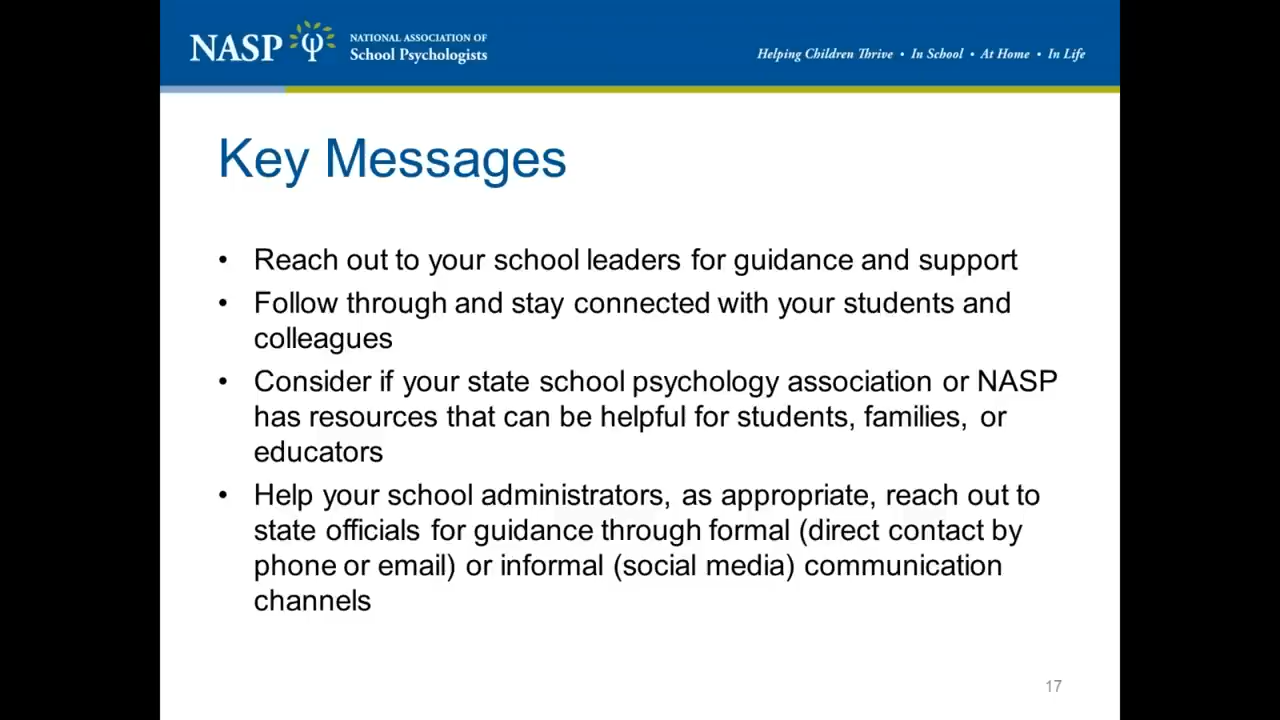 NASP
NATIONAL ASSOCIATION OF
School Psychologists
Helping Children Thrive • In School • At Home • In Life
Key Messages
• Reach out to your school leaders for guidance and support
• Follow through and stay connected with your students and
colleagues
• Consider if your state school psychology association or NASP
has resources that can be helpful for students, families, or
educators
• Help your school administrators, as appropriate, reach out to
state officials for guidance through formal (direct contact by
phone or email) or informal (social media) communication
channels
17